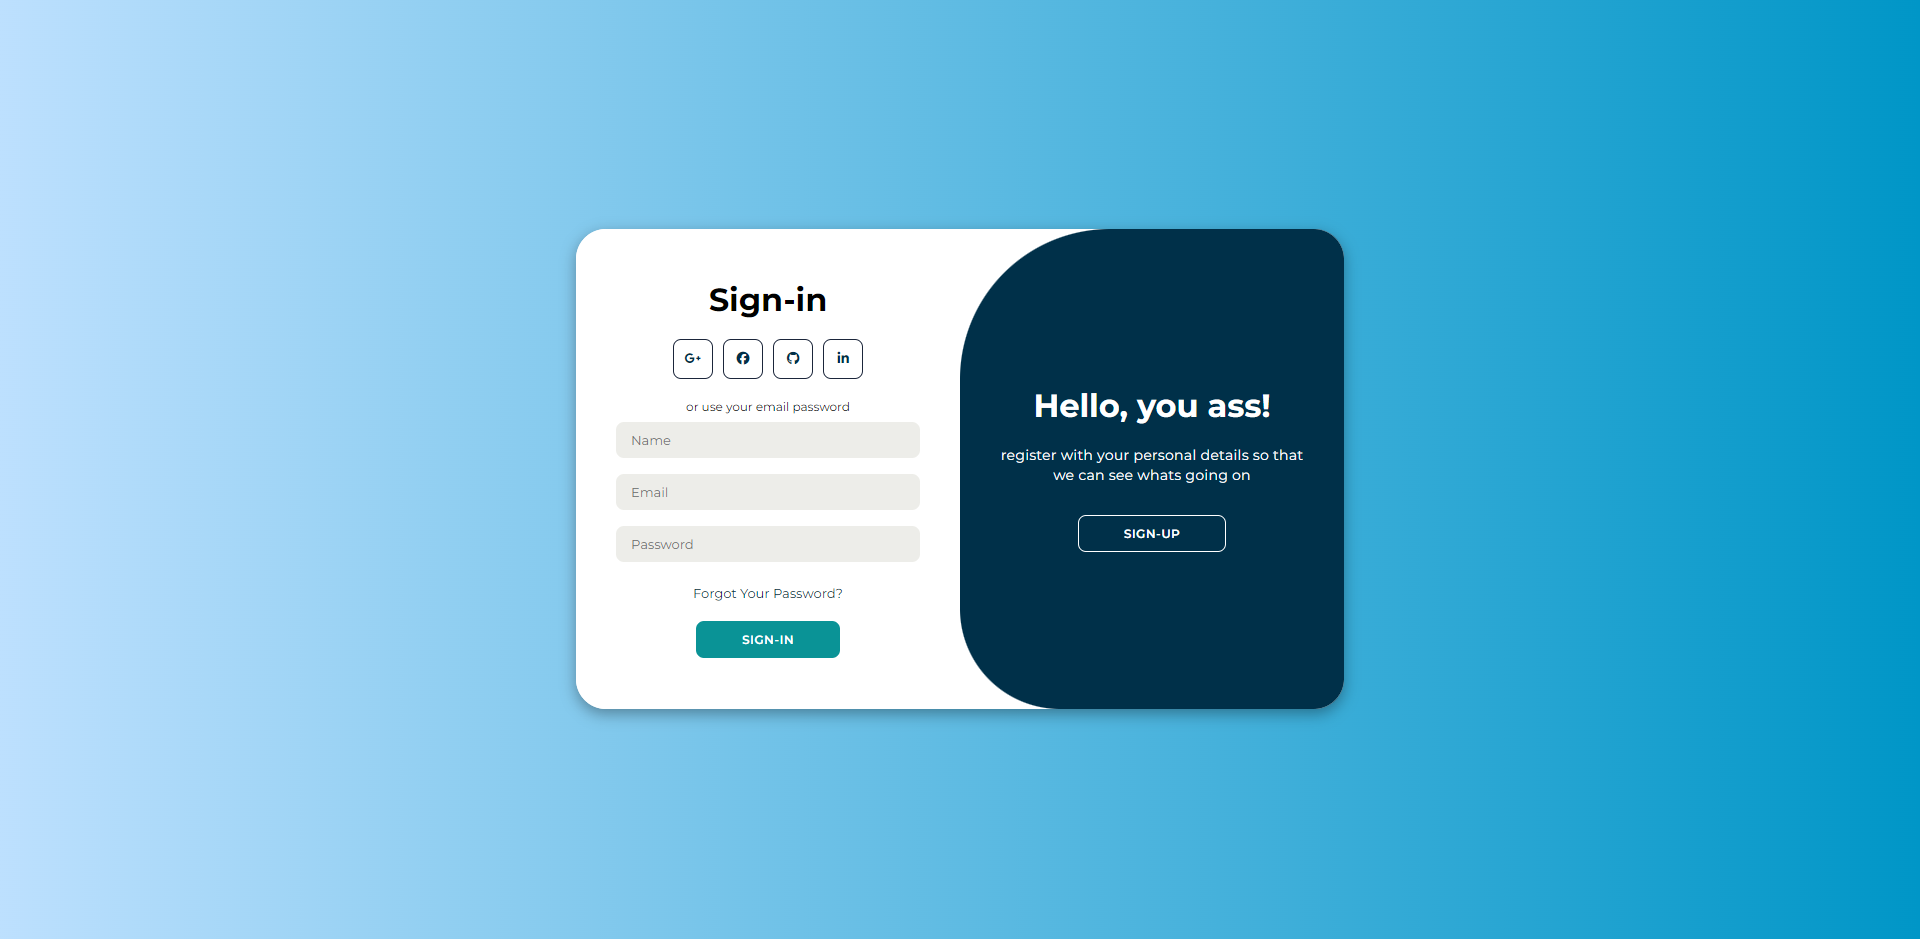 Sign-in
G+
in
or use your email password
Name
Email
Password
Forgot Your Password?
SIGN-IN
Hello, you ass!
register with your personal details so that
we can see whats going on
SIGN-UP